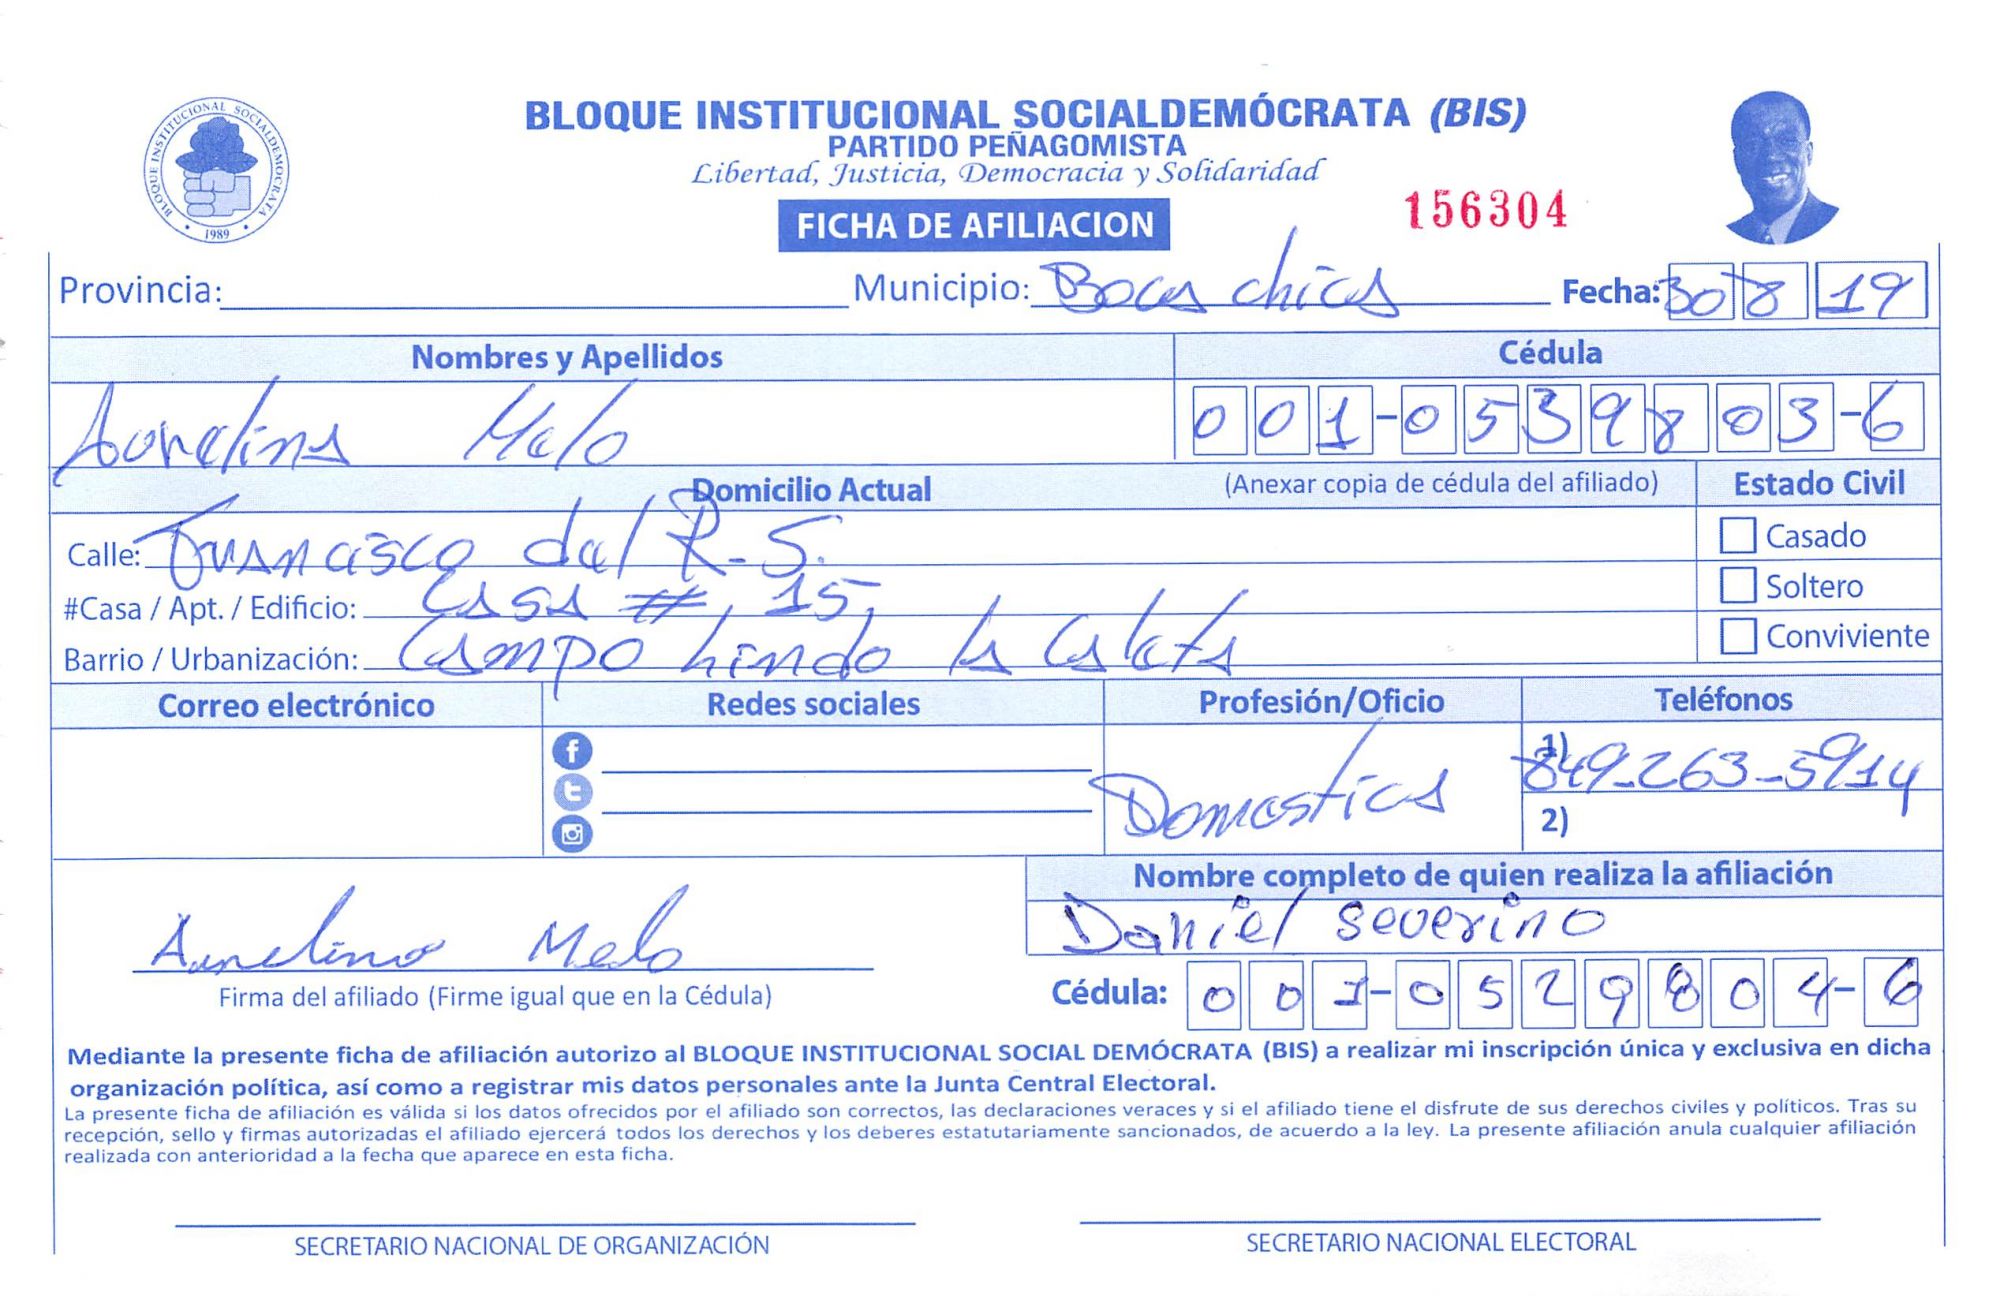 BLOQUE INSTITUCIONAL SOCIALDEMÓCRATA (BIS)
PARTIDO PEÑAGOMISTA
Libertad, Justicia, Democracia y Solidaridad
BLOQUE INSTITUCIONAL SOCIALDEMOCRATA
1989
FICHA DE AFILIACION
156304
Provincia: Municipio: Boca chica Fecha: 30 8 19
Nombres y Apellidos Cédula
Aurelina Melo 001-0539803-6
Domicilio Actual (Anexar copia de cédula del afiliado) Estado Civil
Calle: Francisco del R-S. Casado
#Casa / Apt. / Edificio: Casa # 15 Soltero
Barrio / Urbanización: Campo lindo la Caleta Conviviente
Correo electrónico Redes sociales Profesión/Oficio Teléfonos
Domestica 1) 849-263-5914
2)
Nombre completo de quien realiza la afiliación
Daniel Severino
Aurelina Melo
Firma del afiliado (Firme igual que en la Cédula) Cédula: 001-0529804-6
Mediante la presente ficha de afiliación autorizo al BLOQUE INSTITUCIONAL SOCIAL DEMÓCRATA (BIS) a realizar mi inscripción única y exclusiva en dicha
organización política, así como a registrar mis datos personales ante la Junta Central Electoral.
La presente ficha de afiliación es válida si los datos ofrecidos por el afiliado son correctos, las declaraciones veraces y si el afiliado tiene el disfrute de sus derechos civiles y políticos. Tras su
recepción, sello y firmas autorizadas el afiliado ejercerá todos los derechos y los deberes estatutariamente sancionados, de acuerdo a la ley. La presente afiliación anula cualquier afiliación
realizada con anterioridad a la fecha que aparece en esta ficha.
SECRETARIO NACIONAL DE ORGANIZACIÓN SECRETARIO NACIONAL ELECTORAL